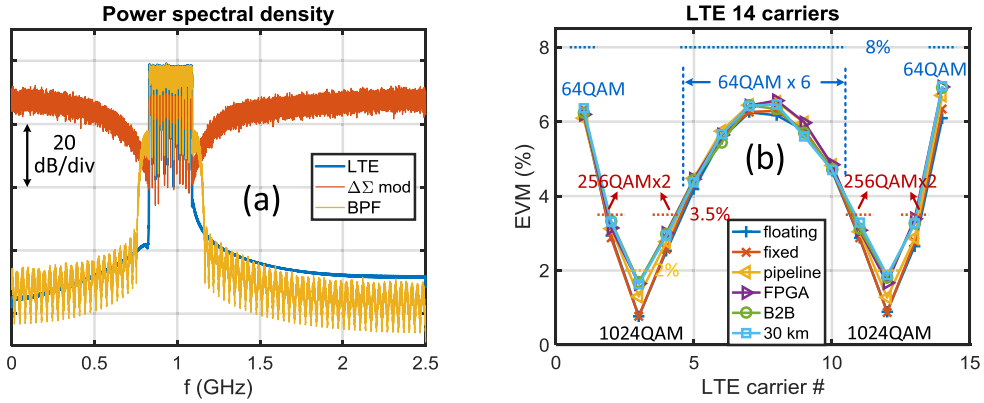 Power spectral density
20
dB/div
(a)
LTE
ΔΣ mod
BPF
0
0.5
1
1.5
2
2.5
f (GHz)
LTE 14 carriers
8%
64QAM
64QAM x 6
64QAM
(b)
256QAMx2
256QAMx2
3.5%
2%
1024QAM
1024QAM
floating
fixed
pipeline
FPGA
B2B
30 km
EVM (%)
8
6
4
2
0
0
5
10
15
LTE carrier #